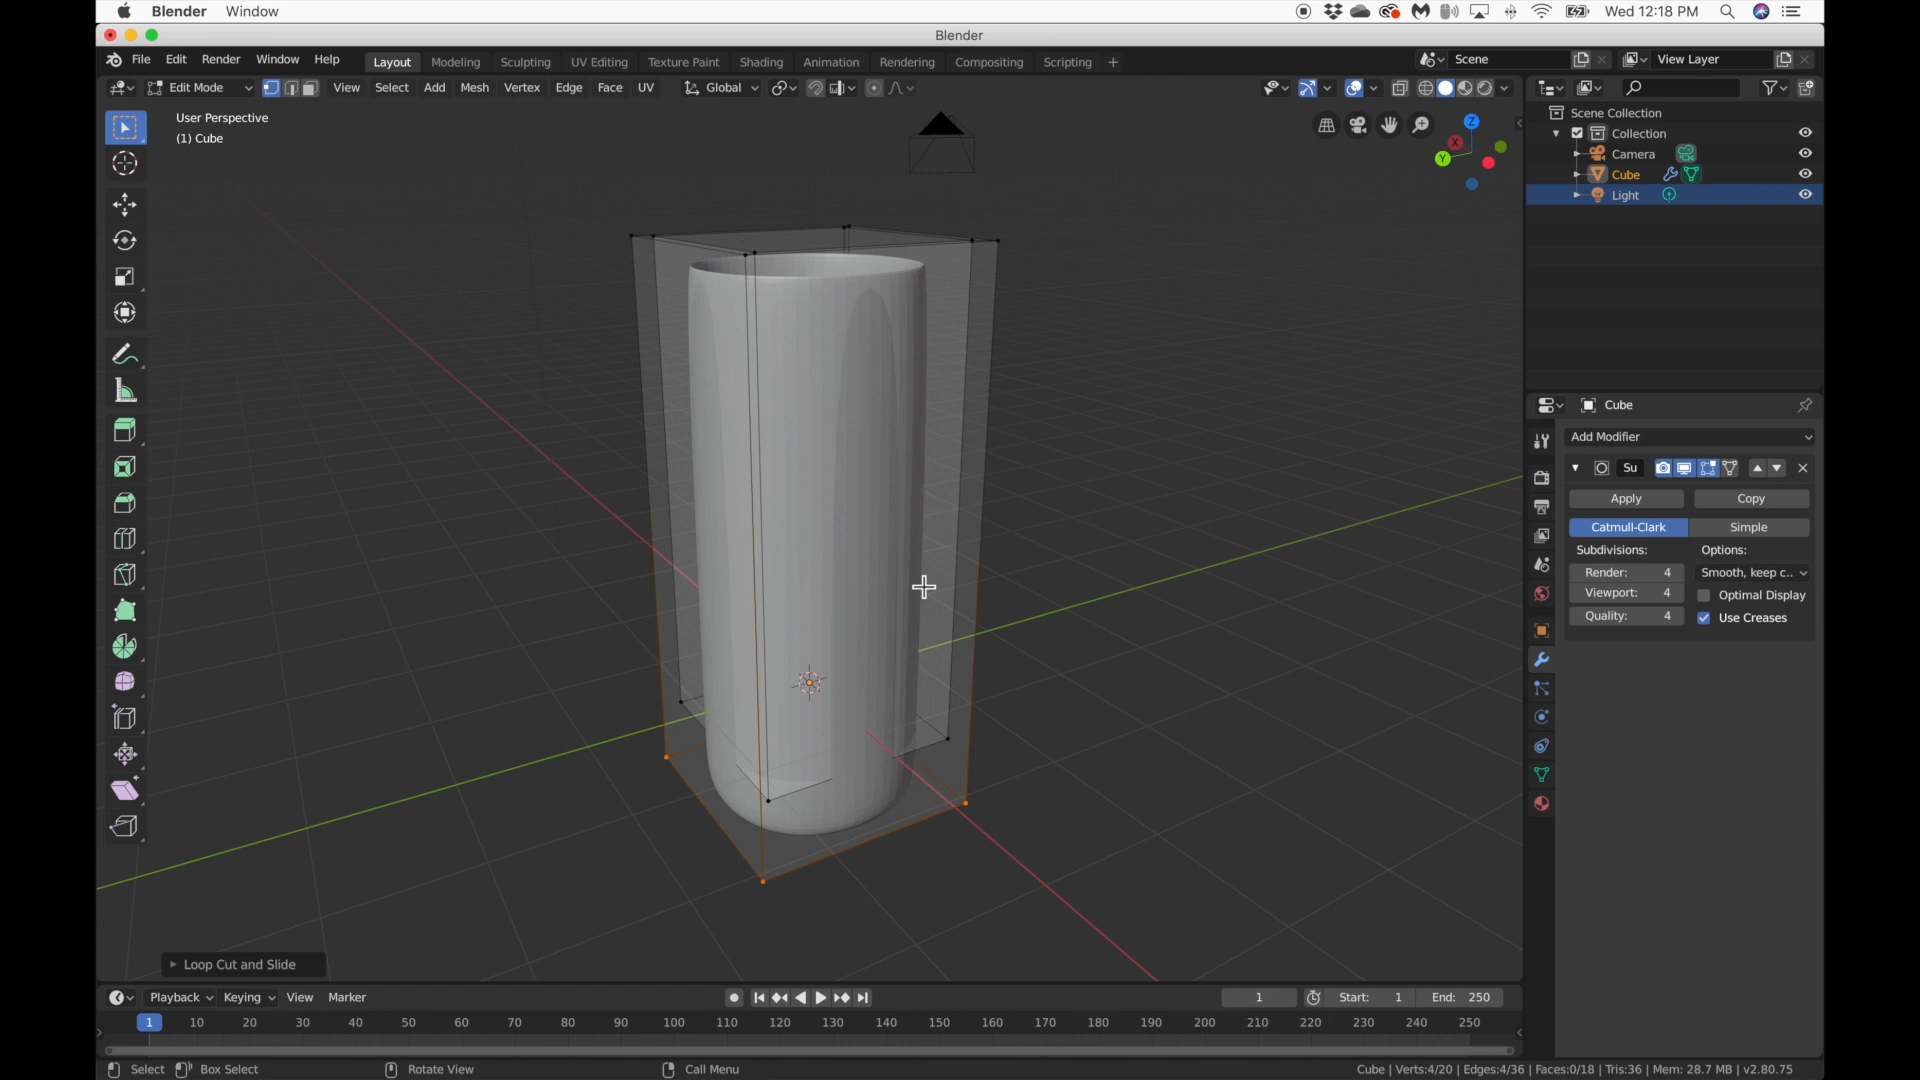 Blender Window Wed 12:18 PM
Blender
File Edit Render Window Help Layout Modeling Sculpting UV Editing Texture Paint Shading Animation Rendering Compositing Scripting + Scene View Layer
Edit Mode View Select Add Mesh Vertex Edge Face UV Global
User Perspective
(1) Cube
Z
X
Y
Scene Collection
Collection
Camera
Cube
Light
Cube
Add Modifier
Su
Apply Copy
Catmull-Clark Simple
Subdivisions: Options:
Render: 4 Smooth, keep c..
Viewport: 4 Optimal Display
Quality: 4 Use Creases
Loop Cut and Slide
Playback Keying View Marker 1 Start: 1 End: 250
1 10 20 30 40 50 60 70 80 90 100 110 120 130 140 150 160 170 180 190 200 210 220 230 240 250
Select Box Select Rotate View Call Menu Cube | Verts:4/20 | Edges:4/36 | Faces:0/18 | Tris:36 | Mem: 28.7 MB | v2.80.75